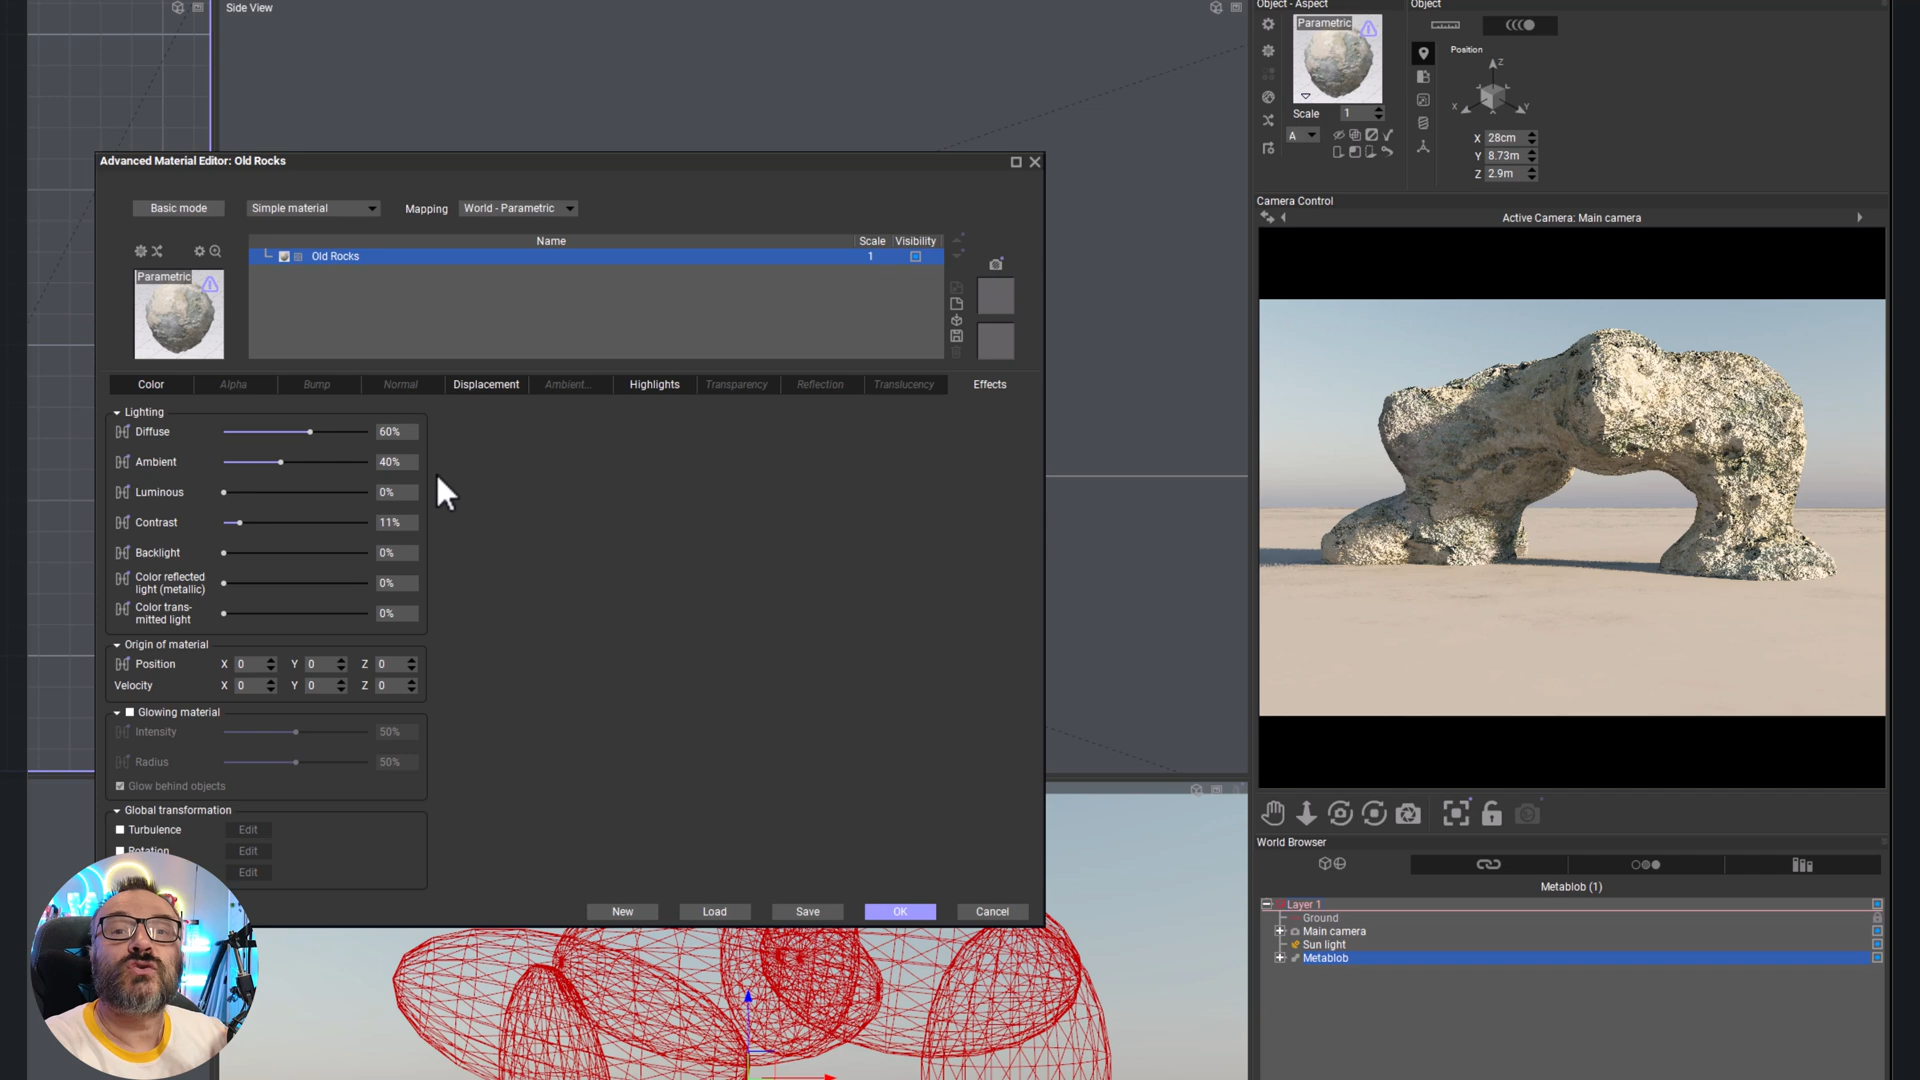 Side View
Object - Aspect
Object
Parametric
Position
Z
X
Y
Scale 1
A
X 28cm
Y 8.73m
Z 2.9m
Advanced Material Editor: Old Rocks
Basic mode
Simple material
Mapping
World - Parametric
Name Scale Visibility
Old Rocks 1
Parametric
Color Alpha Bump Normal Displacement Ambient... Highlights Transparency Reflection Translucency Effects
Lighting
Diffuse 60%
Ambient 40%
Luminous 0%
Contrast 11%
Backlight 0%
Color reflected
light (metallic) 0%
Color trans-
mitted light 0%
Origin of material
Position X 0 Y 0 Z 0
Velocity X 0 Y 0 Z 0
Glowing material
Intensity 50%
Radius 50%
Glow behind objects
Global transformation
Turbulence Edit
Rotation Edit
Edit
New Load Save OK Cancel
Camera Control
Active Camera: Main camera
World Browser
Metablob (1)
Layer 1
Ground
Main camera
Sun light
Metablob